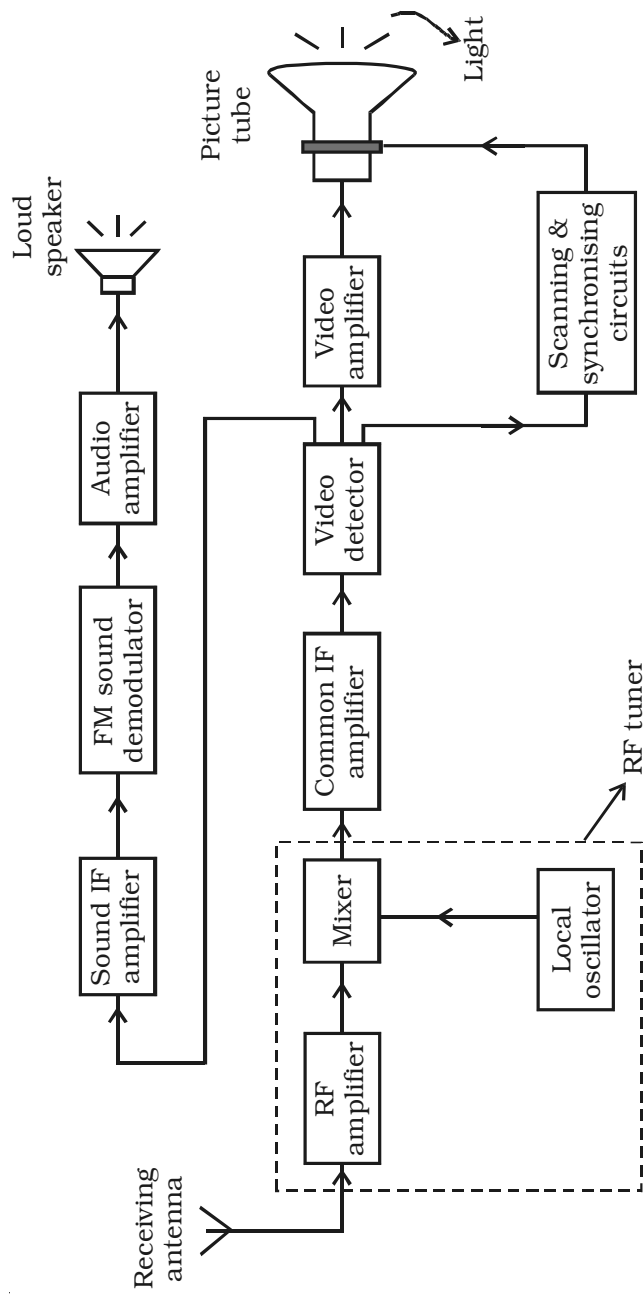 Receiving
antenna
RF
amplifier
Mixer
Local
oscillator
RF tuner
Common IF
amplifier
Video
detector
Video
amplifier
Picture
tube
Light
Scanning &
synchronising
circuits
Sound IF
amplifier
FM sound
demodulator
Audio
amplifier
Loud
speaker